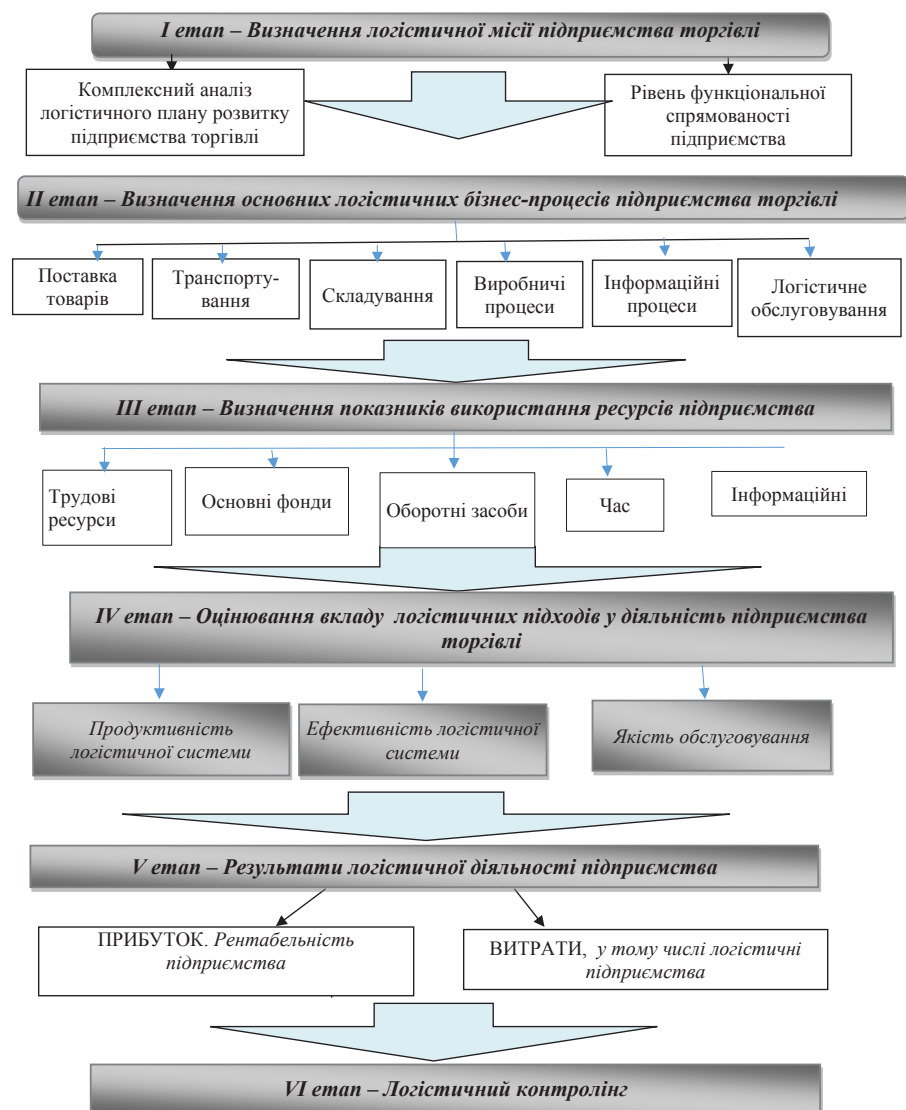 I етап – Визначення логістичної місії підприємства торгівлі
Комплексний аналіз
логістичного плану розвитку
підприємства торгівлі
Рівень функціональної
спрямованості
підприємства
II етап – Визначення основних логістичних бізнес-процесів підприємства торгівлі
Поставка
товарів
Транспорту-
вання
Складування
Виробничі
процеси
Інформаційні
процеси
Логістичне
обслуговування
III етап – Визначення показників використання ресурсів підприємства
Трудові
ресурси
Основні фонди
Оборотні засоби
Час
Інформаційні
IV етап – Оцінювання вкладу логістичних підходів у діяльність підприємства
торгівлі
Продуктивність
логістичної системи
Ефективність логістичної
системи
Якість обслуговування
V етап – Результати логістичної діяльності підприємства
ПРИБУТОК. Рентабельність
підприємства
ВИТРАТИ, у тому числі логістичні
підприємства
VI етап – Логістичний контролінг